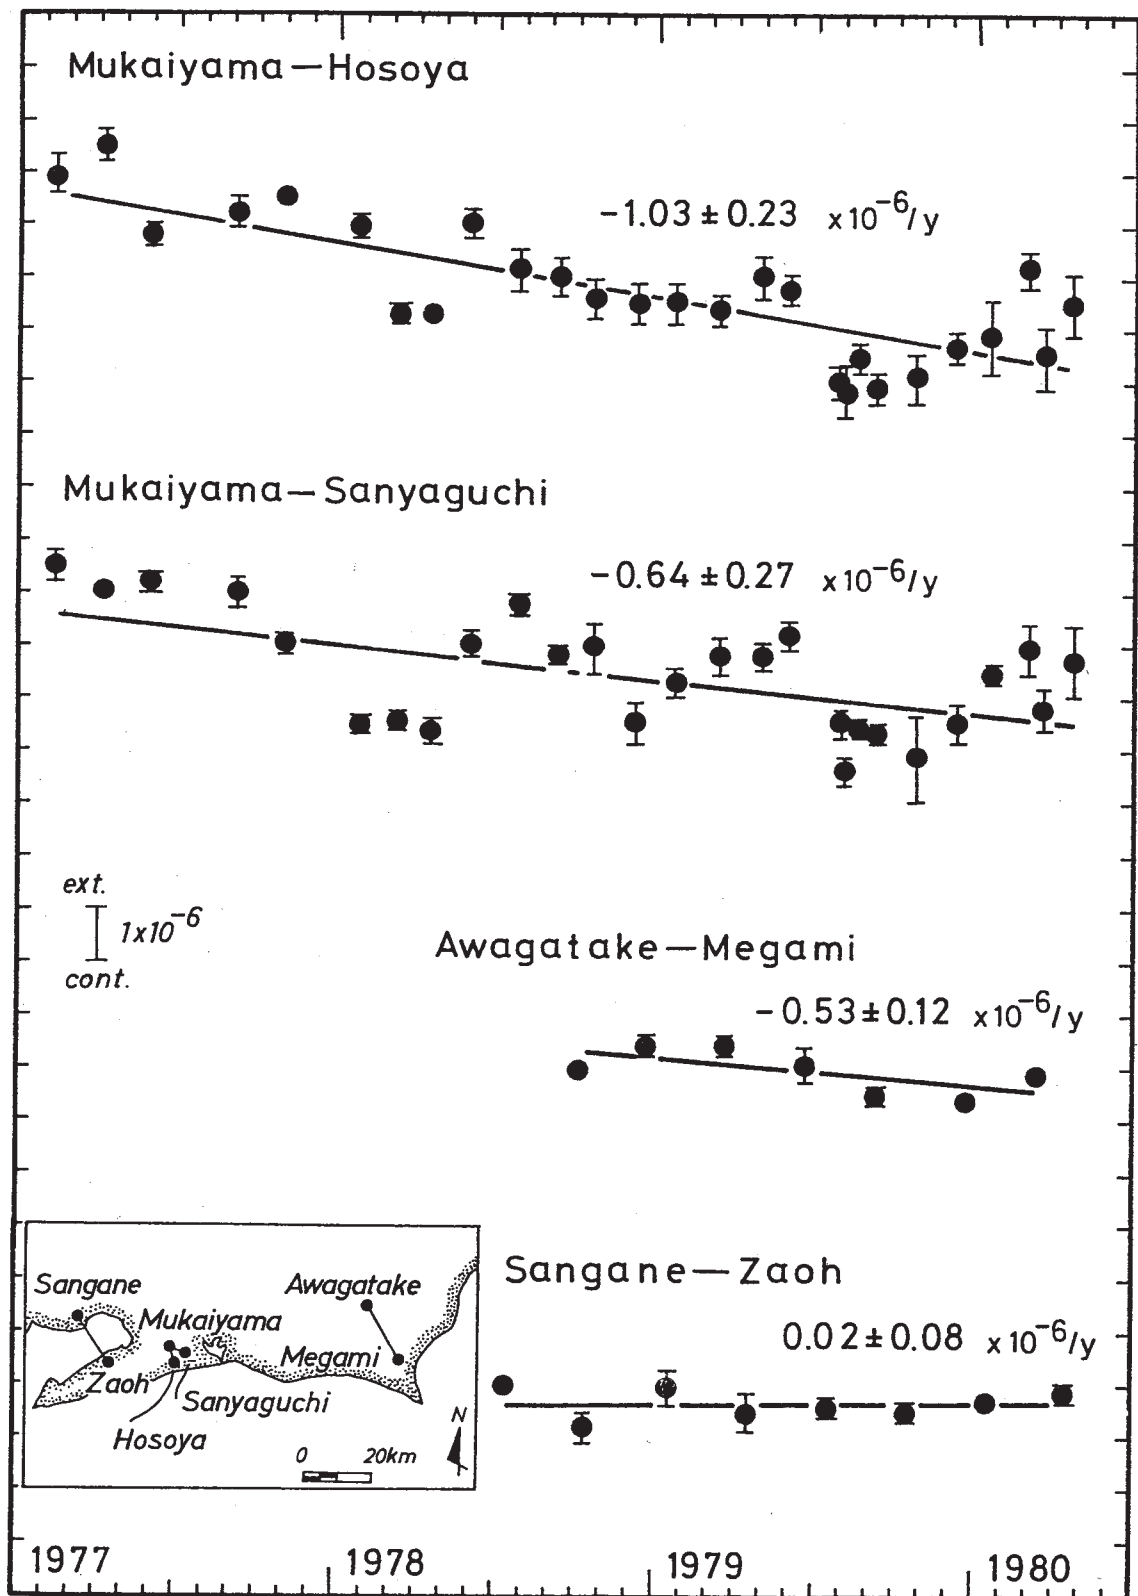 Mukaiyama—Hosoya
-1.03 ± 0.23 x10⁻⁶/y
Mukaiyama—Sanyaguchi
-0.64 ± 0.27 x10⁻⁶/y
ext.
1x10⁻⁶
cont.
Awagatake—Megami
-0.53 ± 0.12 x10⁻⁶/y
Sangane—Zaoh
0.02 ± 0.08 x10⁻⁶/y
Sangane
Awagatake
Mukaiyama
Megami
Zaoh
Sanyaguchi
Hosoya
N
0 20km
1977 1978 1979 1980